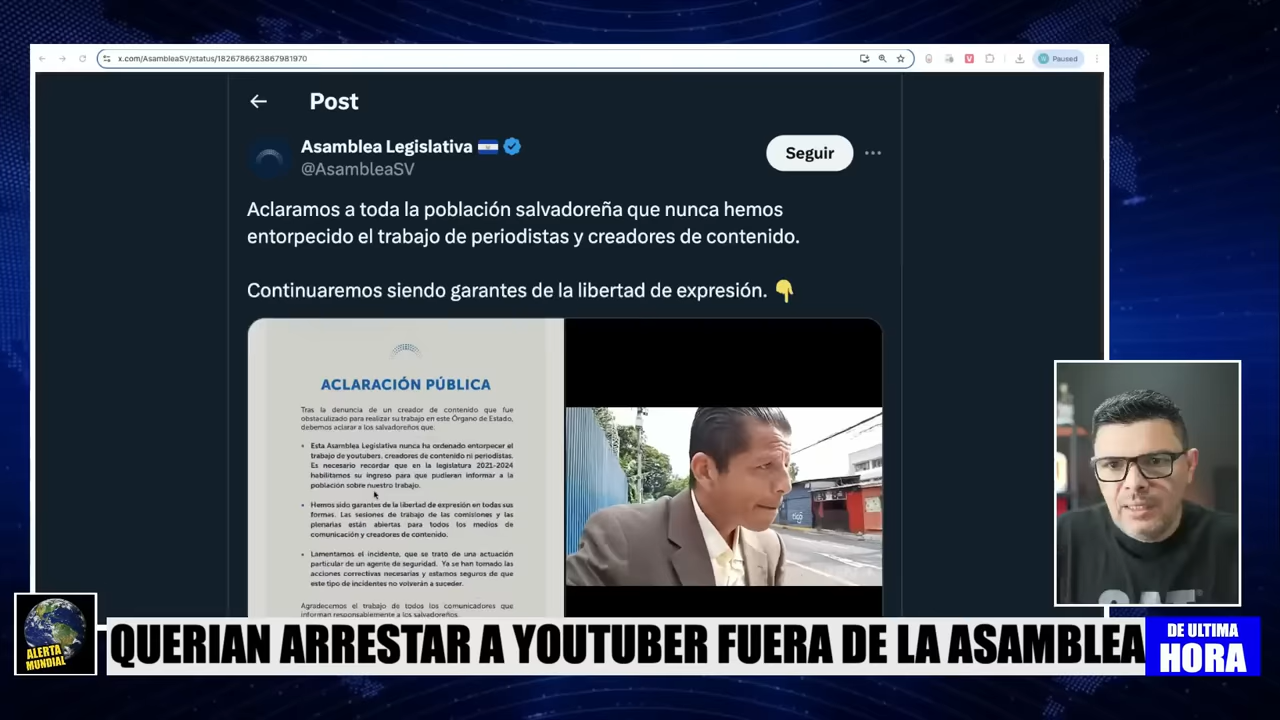 x.com/AsambleaSV/status/1826786623867981970
Paused
Post
Asamblea Legislativa
@AsambleaSV
Seguir
Aclaramos a toda la población salvadoreña que nunca hemos
entorpecido el trabajo de periodistas y creadores de contenido.
Continuaremos siendo garantes de la libertad de expresión.
ACLARACIÓN PÚBLICA
Tras la denuncia de un creador de contenido que fue
obstaculizado para realizar su trabajo en este Órgano de Estado,
debemos aclarar a los salvadoreños que:
• Esta Asamblea Legislativa nunca ha ordenado entorpecer el
trabajo de youtubers, creadores de contenido ni periodistas.
Es necesario recordar que en la legislatura 2021-2024
habilitamos su ingreso para que pudieran informar a la
población sobre nuestro trabajo.
• Hemos sido garantes de la libertad de expresión en todas sus
formas. Las sesiones de trabajo de las comisiones y las
plenarias están abiertas para todos los medios de
comunicación y creadores de contenido.
• Lamentamos el incidente, que se trató de una actuación
particular de un agente de seguridad. Ya se han tomado las
acciones correctivas necesarias y estamos seguros de que
este tipo de incidentes no volverán a suceder.
Agradecemos el trabajo de todos los comunicadores que
informan responsablemente a los salvadoreños.
tigo
ALERTA
MUNDIAL
QUERIAN ARRESTAR A YOUTUBER FUERA DE LA ASAMBLEA
DE ULTIMA
HORA